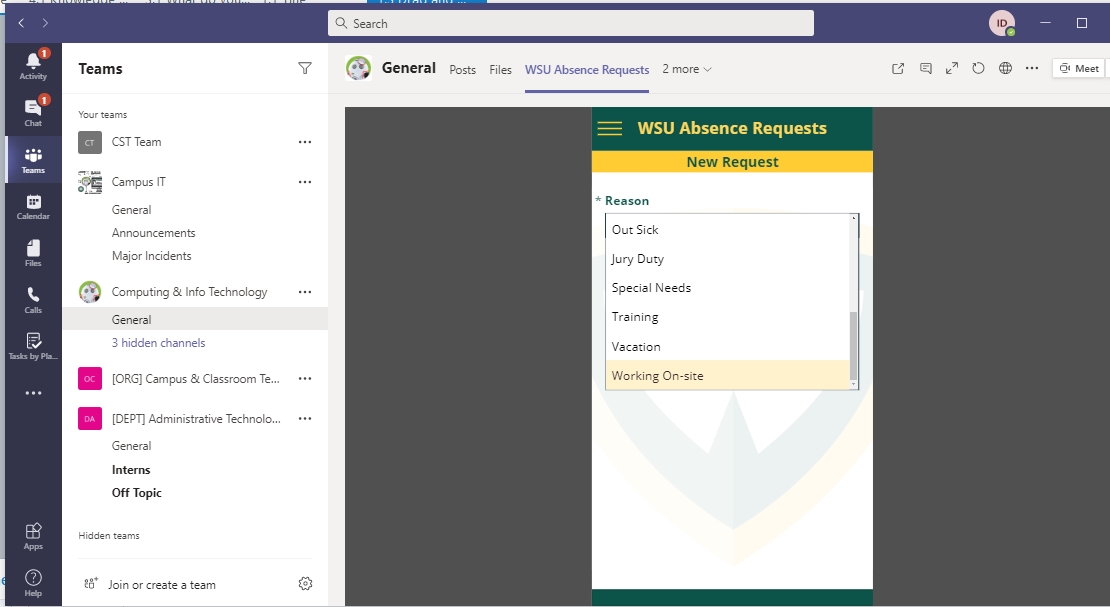 Search
ID
1
Activity
1
Chat
Teams
Calendar
Files
Calls
Tasks by Pla...
Apps
Help
Teams
Your teams
CT CST Team
Campus IT
General
Announcements
Major Incidents
Computing & Info Technology
General
3 hidden channels
OC [ORG] Campus & Classroom Te...
DA [DEPT] Administrative Technolo...
General
Interns
Off Topic
Hidden teams
Join or create a team
General Posts Files WSU Absence Requests 2 more
Meet
WSU Absence Requests
New Request
* Reason
Out Sick
Jury Duty
Special Needs
Training
Vacation
Working On-site